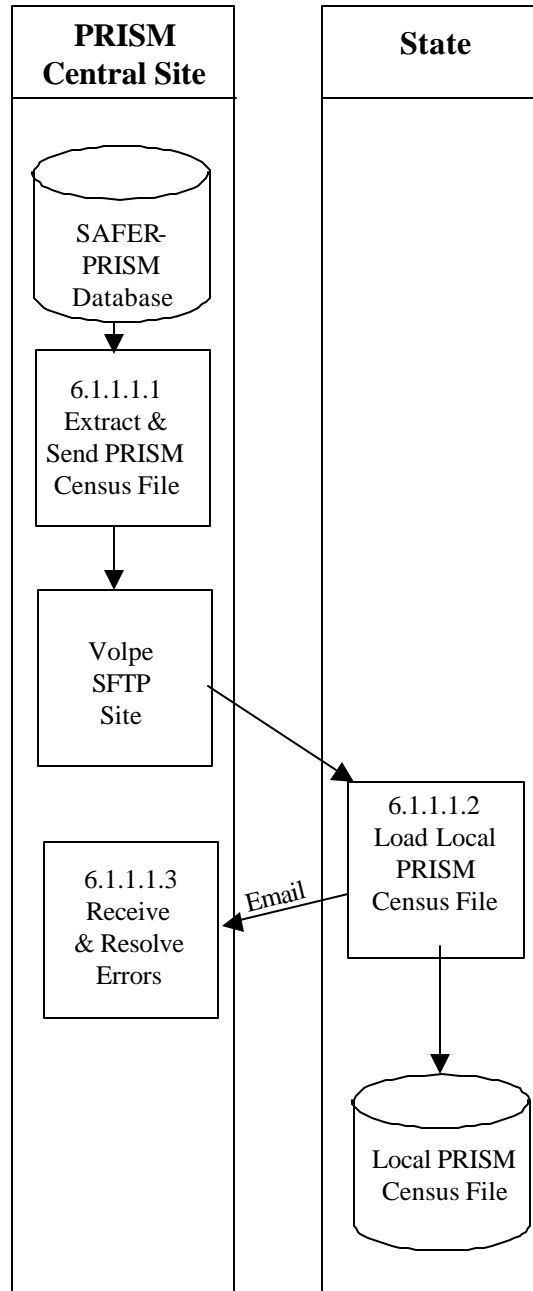 PRISM
Central Site
State
SAFER-
PRISM
Database
6.1.1.1.1
Extract &
Send PRISM
Census File
Volpe
SFTP
Site
6.1.1.1.2
Load Local
PRISM
Census File
Email
6.1.1.1.3
Receive
& Resolve
Errors
Local PRISM
Census File